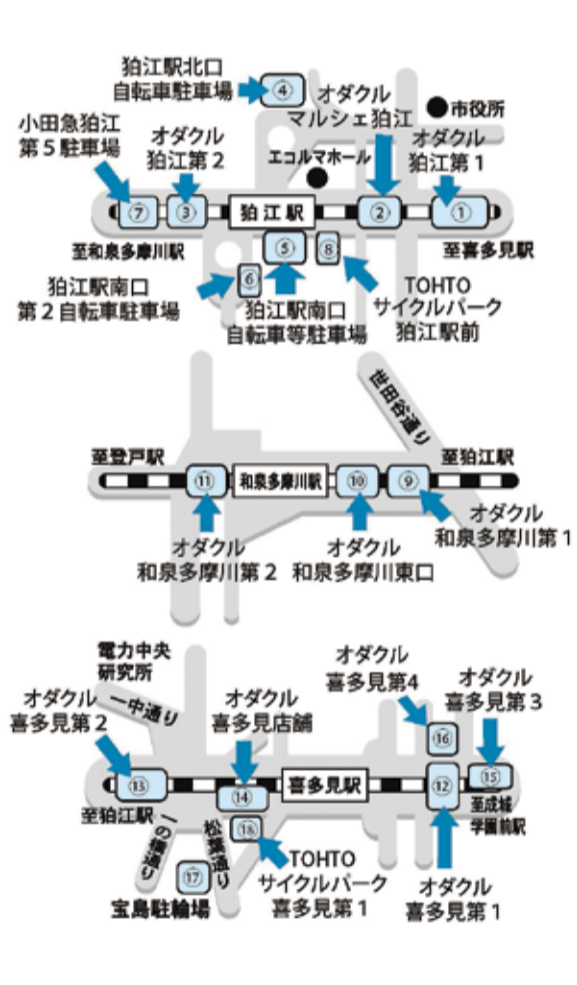 狛江駅北口
自転車駐車場
④
オダクル
マルシェ狛江
市役所
小田急狛江
第５駐車場
オダクル
狛江第２
エコルマホール
オダクル
狛江第１
⑦
③
狛江駅
②
①
至和泉多摩川駅
⑤
⑧
至喜多見駅
⑥
狛江駅南口
第２自転車駐車場
狛江駅南口
自転車等駐車場
TOHTO
サイクルパーク
狛江駅前
世田谷通り
至登戸駅
至狛江駅
⑪
和泉多摩川駅
⑩
⑨
オダクル
和泉多摩川第２
オダクル
和泉多摩川東口
オダクル
和泉多摩川第１
電力中央
研究所
一中通り
オダクル
喜多見第２
オダクル
喜多見店舗
オダクル
喜多見第4
オダクル
喜多見第３
⑯
⑬
⑭
喜多見駅
⑫
⑮
至狛江駅
至成城
学園前駅
一の橋通り
松葉通り
⑱
⑰
宝島駐輪場
TOHTO
サイクルパーク
喜多見第１
オダクル
喜多見第１